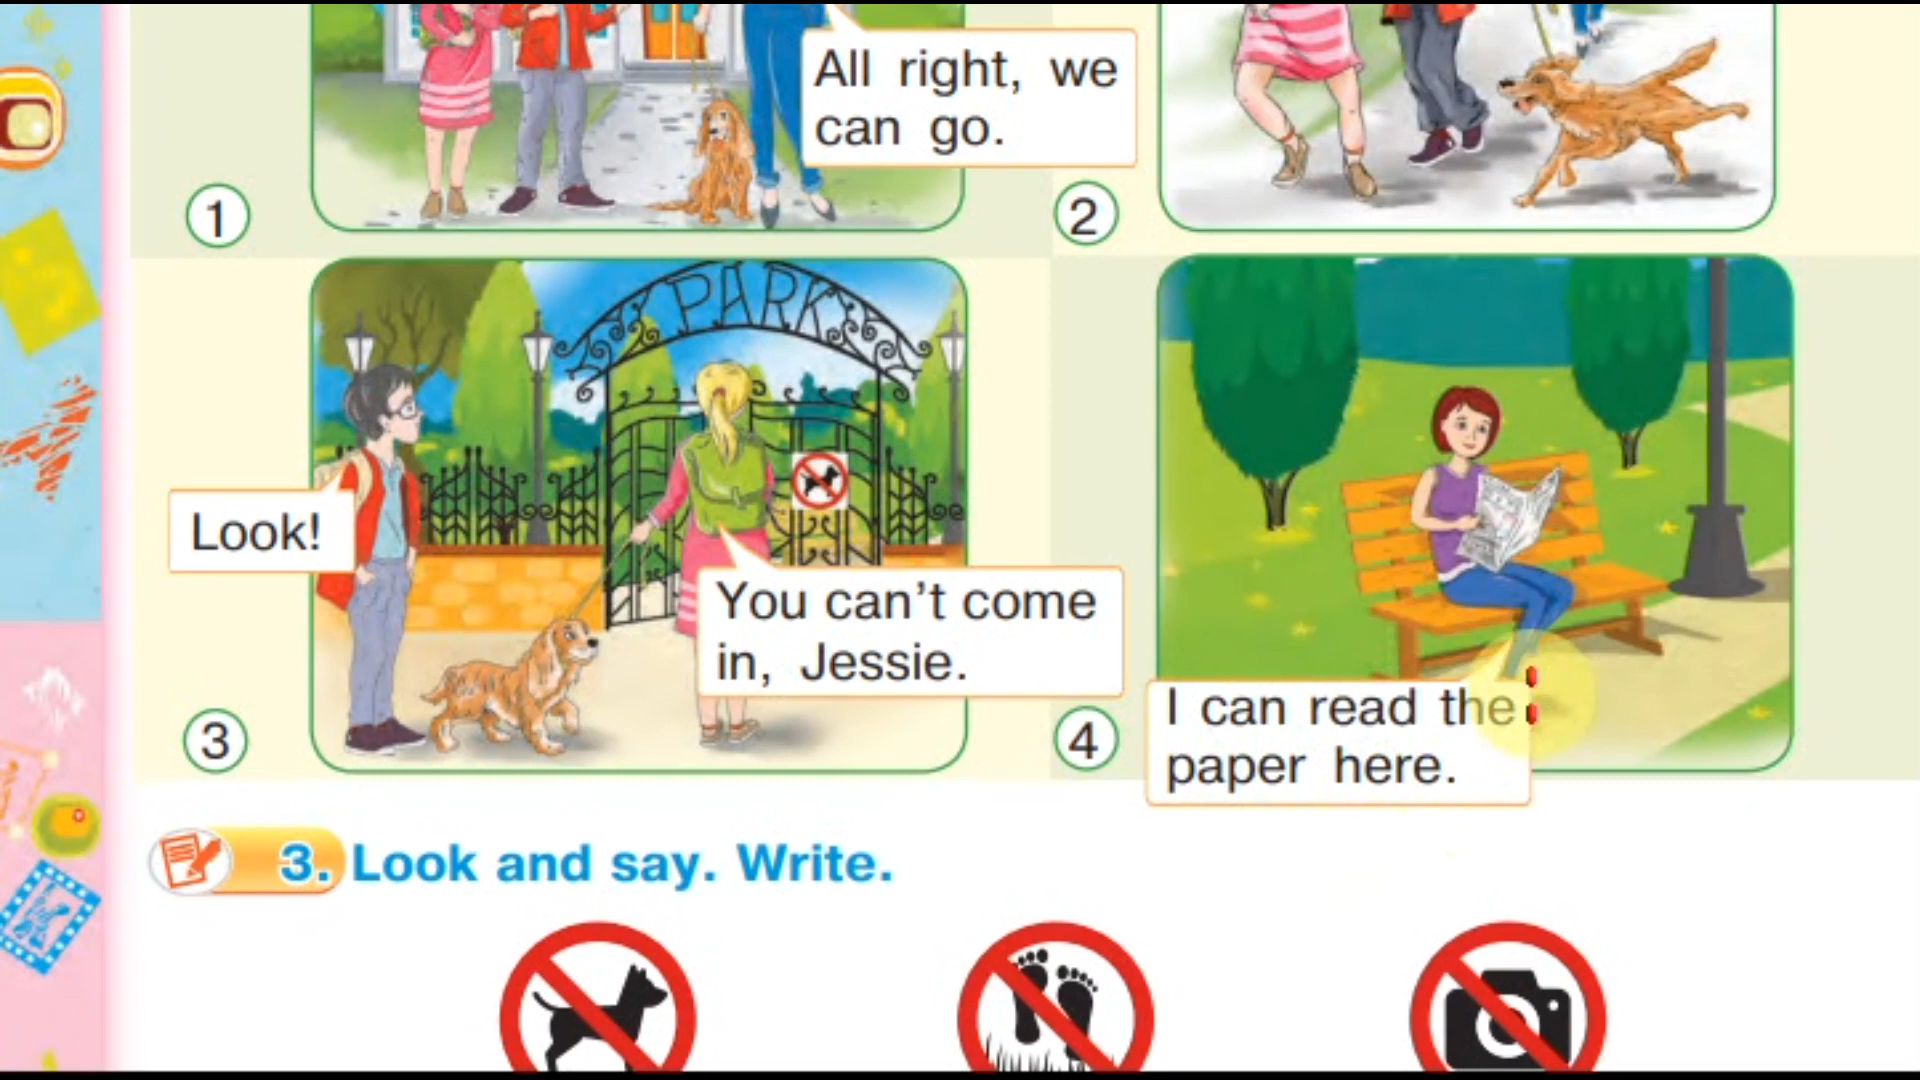 All right, we
can go.
1
2
PARK
Look!
You can't come
in, Jessie.
3
4
I can read the
paper here.
3. Look and say. Write.